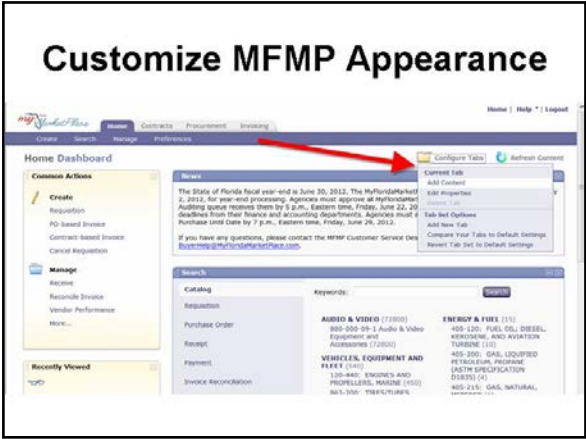 Customize MFMP Appearance
Home | Help | Logout
my MarketPlace
Home Contracts Procurement Invoicing
Create Search Manage Preferences
Home Dashboard
Configure Tabs Refresh Content
Common Actions
Create
Requisition
PO-based Invoice
Contract-based Invoice
Cancel Requisition
Manage
Receive
Reconcile Invoice
Vendor Performance
More...
Recently Viewed
News
The State of Florida fiscal year-end is June 30, 2012. The MyFloridaMarket
2, 2012, for year-end processing. Agencies must approve all MyFloridaMar
Auditing queue receives them by 5 p.m., Eastern time, Friday, June 22, 20
deadlines from their finance and accounting departments. Agencies must
Purchase Until Date by 7 p.m., Eastern time, Friday, June 29, 2012.
If you have any questions, please contact the MFMP Customer Service Des
BuyerHelp@MyFloridaMarketPlace.com.
Current Tab
Add Content
Edit Properties
Delete Tab
Tab Set Options
Add New Tab
Compare Your Tabs to Default Settings
Revert Tab Set to Default Settings
Search
Catalog
Requisition
Purchase Order
Receipt
Payment
Invoice Reconciliation
Keywords:
Search
AUDIO & VIDEO (72800)
880-000-09-1 Audio & Video
Equipment and
Accessories (72800)
VEHICLES, EQUIPMENT AND
FLEET (540)
120-440: ENGINES AND
PROPELLERS, MARINE (450)
863-300: TIRES/TUBES
ENERGY & FUEL (15)
405-120: FUEL OIL, DIESEL,
KEROSENE, AND AVIATION
TURBINE (10)
405-300: GAS, LIQUIFIED
PETROLEUM, PROPANE
(ASTM SPECIFICATION
D1835) (4)
405-215: GAS, NATURAL,